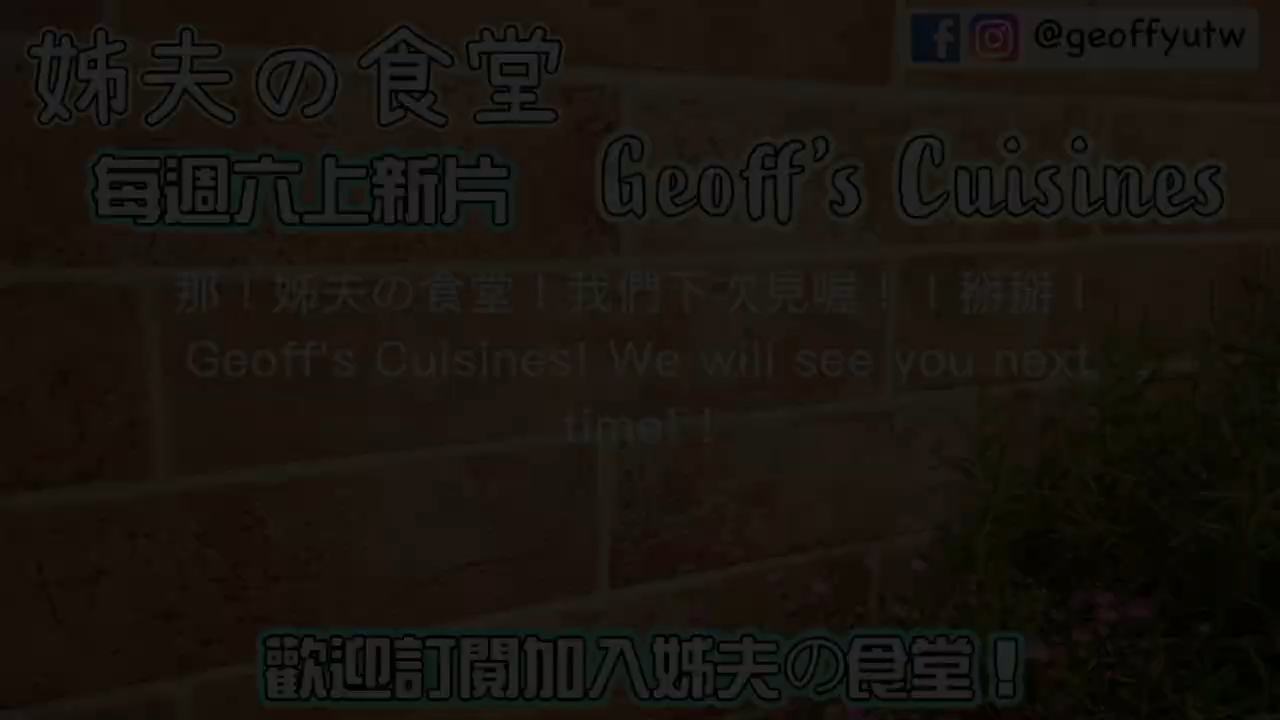 姊夫の食堂
@geoffyutw
每週六上新片
Geoff's Cuisines
那！姊夫の食堂！我們下次見喔！！掰掰！
Geoff's Cuisines! We will see you next
time! !
歡迎訂閱加入姊夫の食堂！